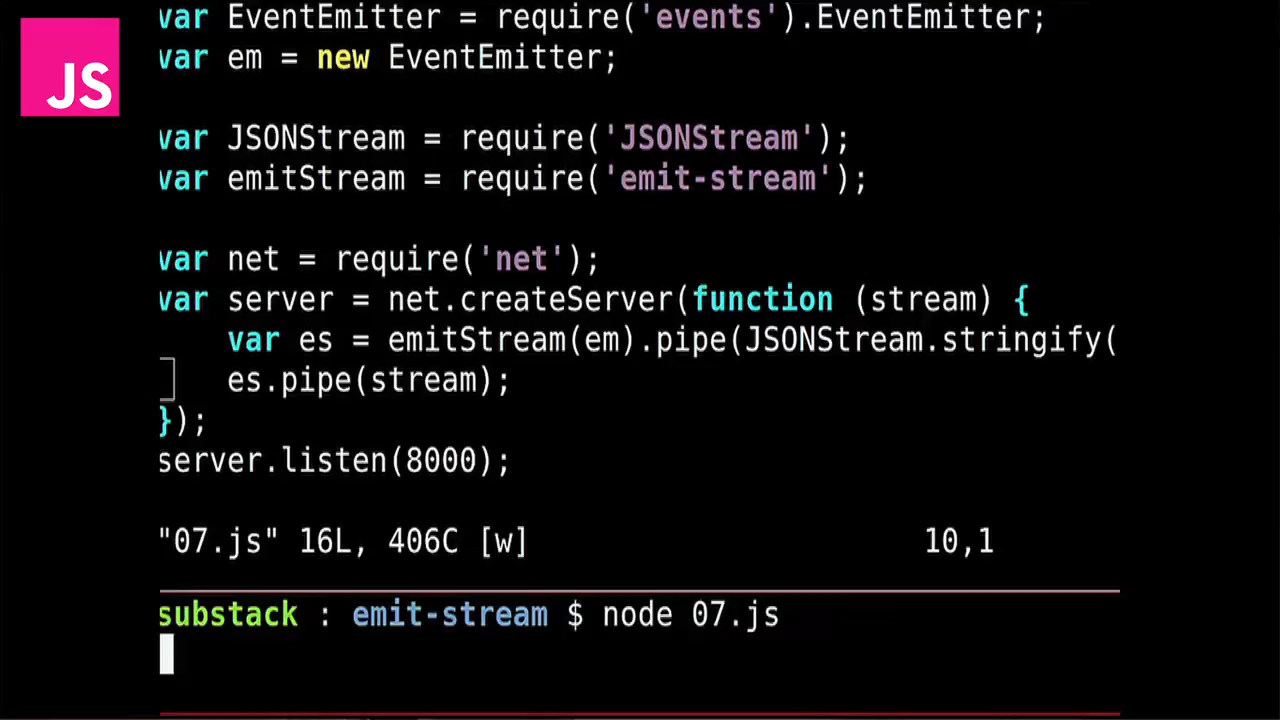 JS
var EventEmitter = require('events').EventEmitter;
var em = new EventEmitter;
var JSONStream = require('JSONStream');
var emitStream = require('emit-stream');
var net = require('net');
var server = net.createServer(function (stream) {
    var es = emitStream(em).pipe(JSONStream.stringify(
    es.pipe(stream);
});
server.listen(8000);
"07.js" 16L, 406C [w] 10,1
substack : emit-stream $ node 07.js